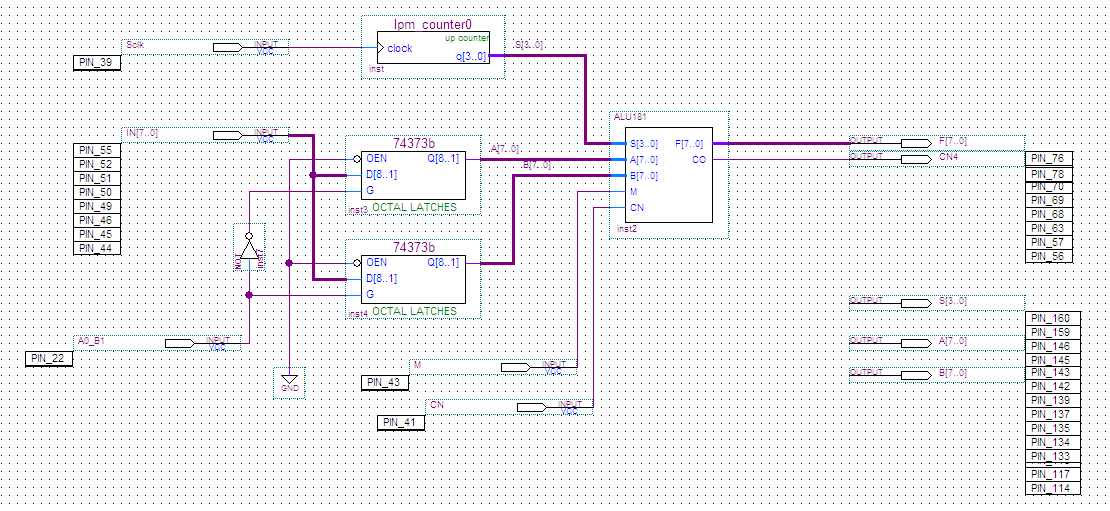 lpm_counter0
up counter
clock
q[3..0]
inst
S[3..0]
Sclk
INPUT
VCC
PIN_39
IN[7..0]
INPUT
VCC
PIN_55
PIN_52
PIN_51
PIN_50
PIN_49
PIN_46
PIN_45
PIN_44
74373b
OEN
Q[8..1]
D[8..1]
G
inst3
OCTAL LATCHES
A[7..0]
B[7..0]
74373b
OEN
Q[8..1]
D[8..1]
G
inst4
OCTAL LATCHES
NOT
A0_B1
INPUT
VCC
PIN_22
GND
ALU181
S[3..0]
F[7..0]
A[7..0]
CO
B[7..0]
M
CN
inst2
M
INPUT
VCC
PIN_43
CN
INPUT
VCC
PIN_41
OUTPUT
F[7..0]
OUTPUT
CN4
PIN_76
PIN_78
PIN_70
PIN_69
PIN_68
PIN_63
PIN_57
PIN_56
OUTPUT
S[3..0]
OUTPUT
A[7..0]
OUTPUT
B[7..0]
PIN_160
PIN_159
PIN_146
PIN_145
PIN_143
PIN_142
PIN_139
PIN_137
PIN_135
PIN_134
PIN_133
PIN_117
PIN_114